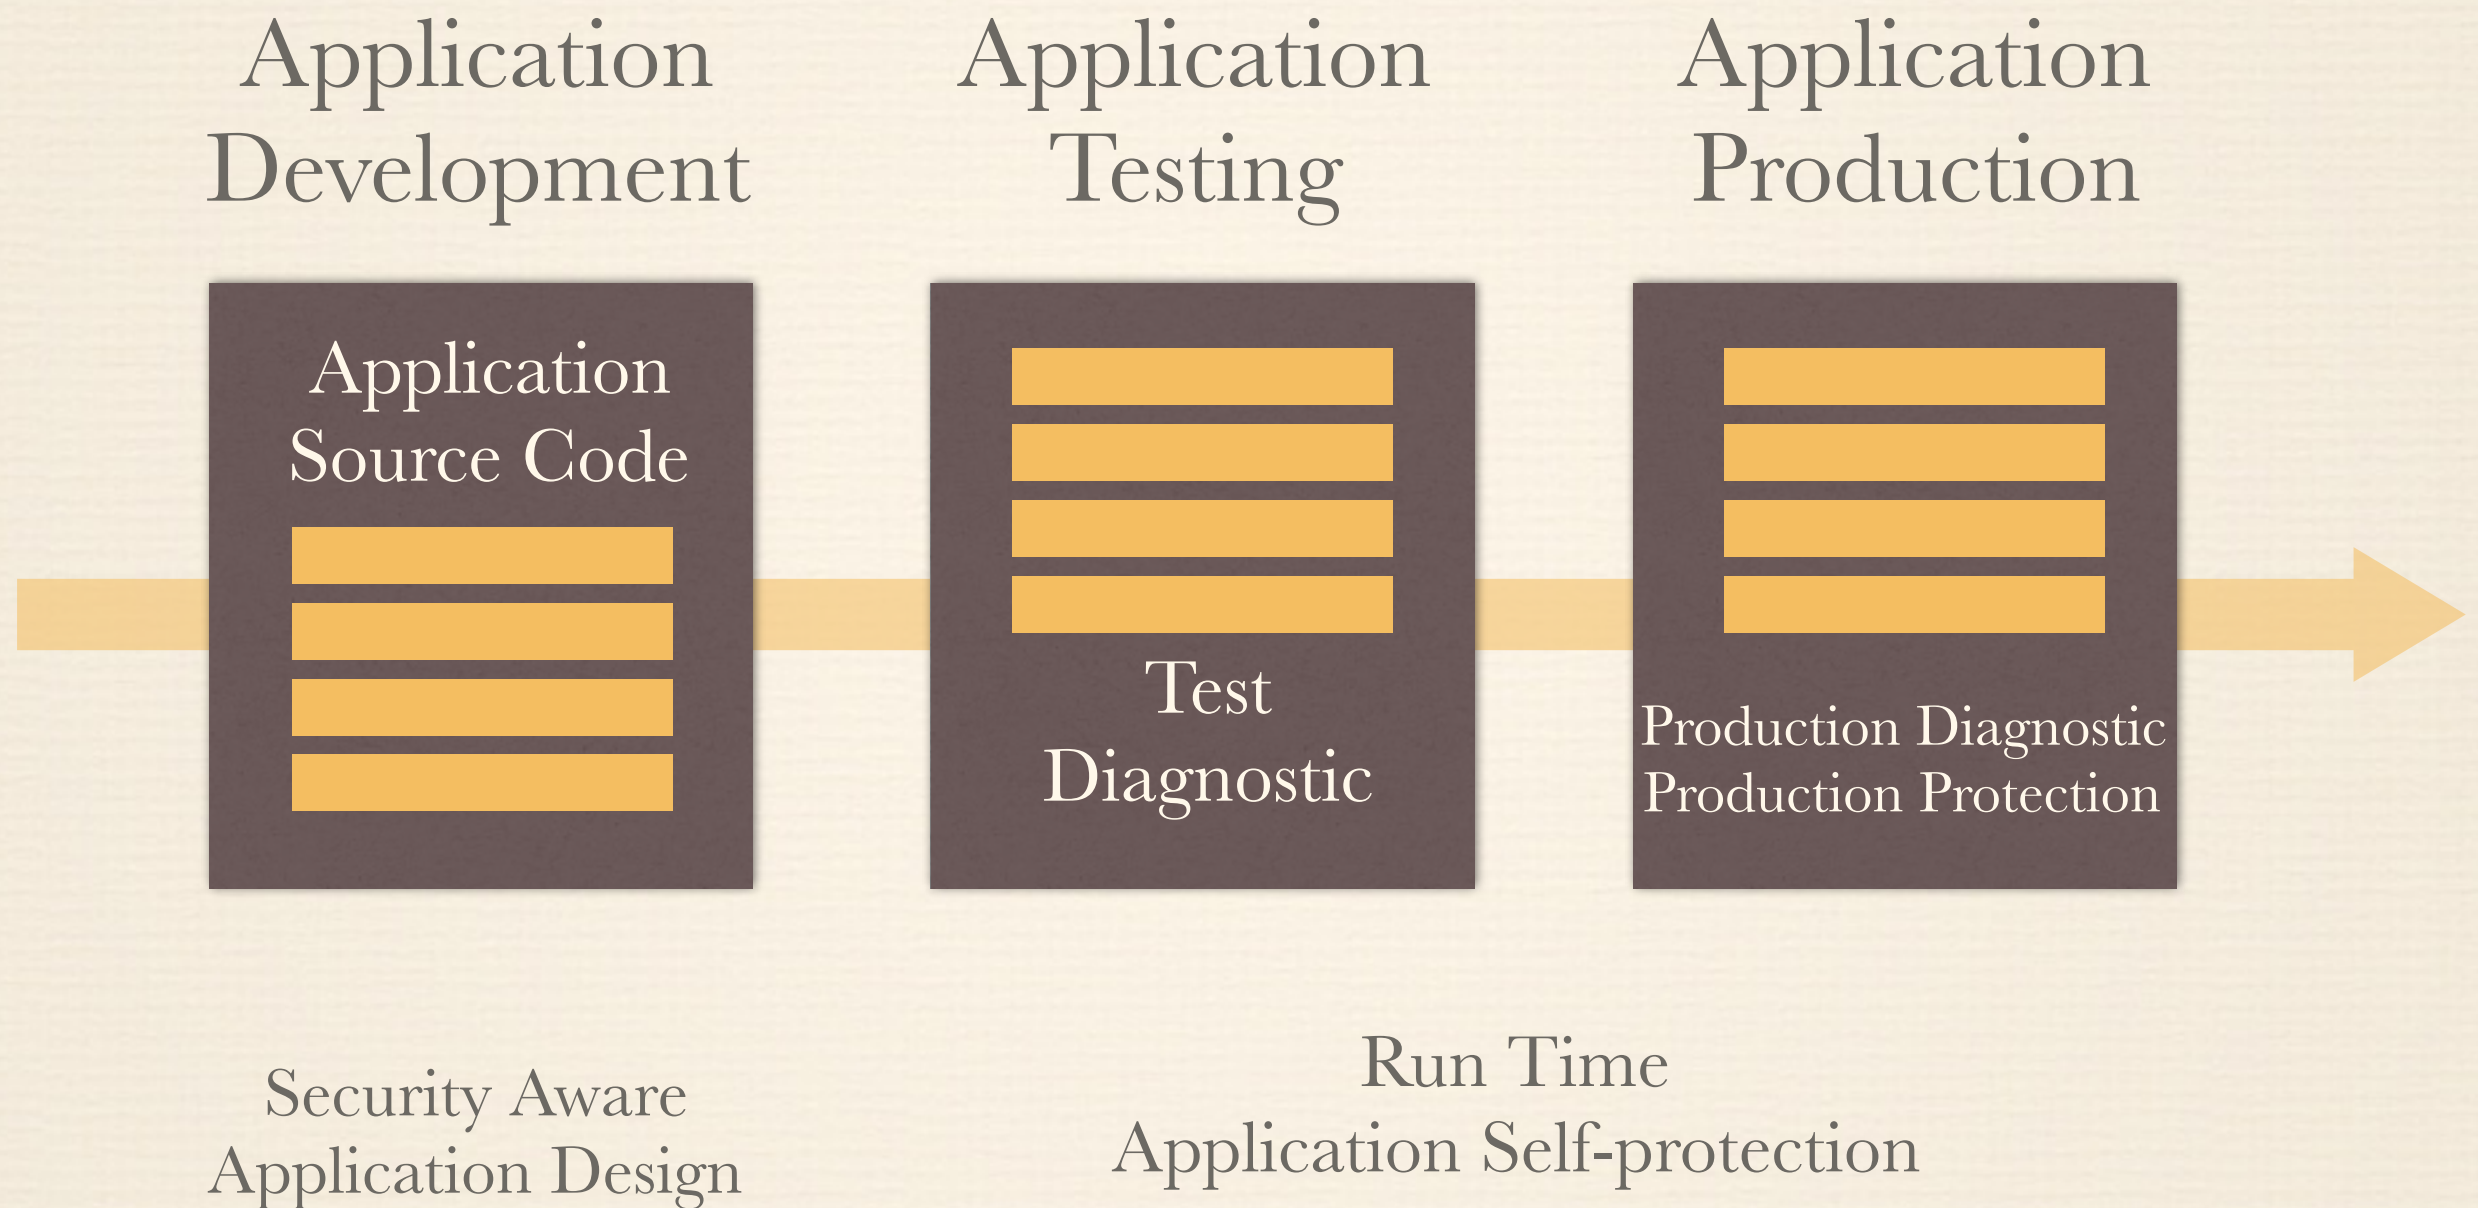 Application
Development
Application
Testing
Application
Production
Application
Source Code
Test
Diagnostic
Production Diagnostic
Production Protection
Security Aware
Application Design
Run Time
Application Self-protection